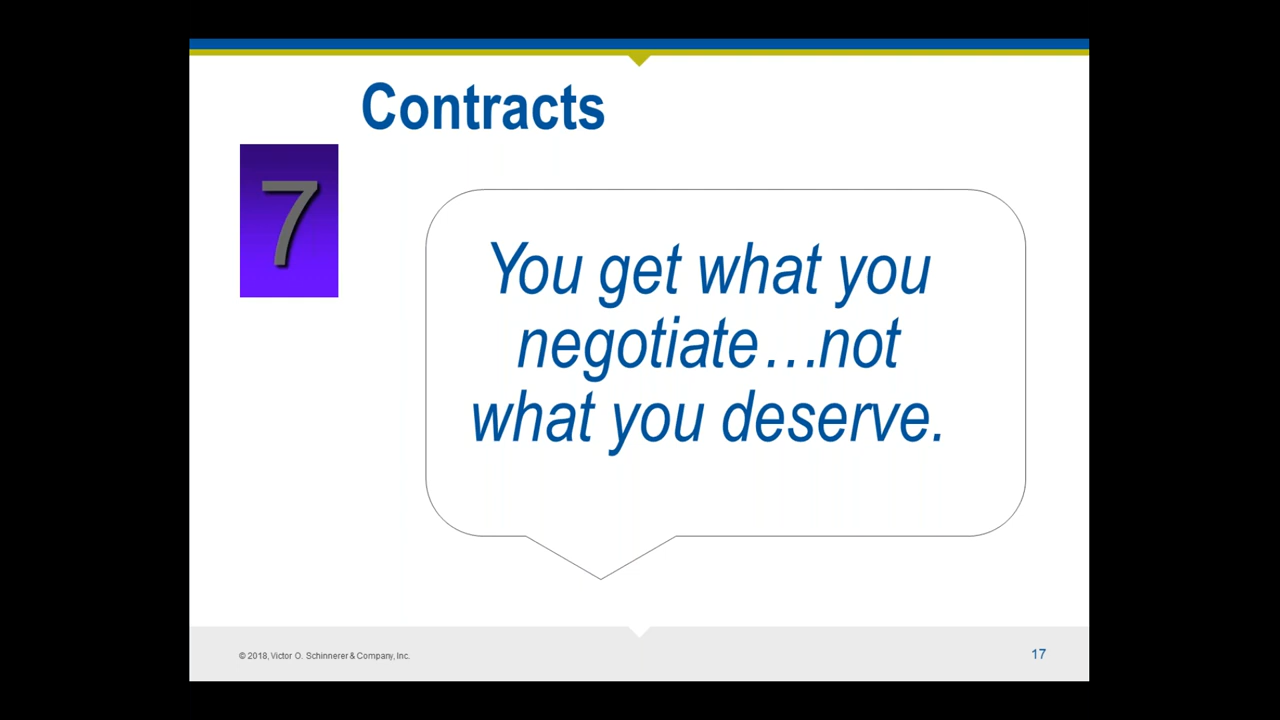 Contracts
7
You get what you
negotiate…not
what you deserve.
© 2018, Victor O. Schinnerer & Company, Inc.
17